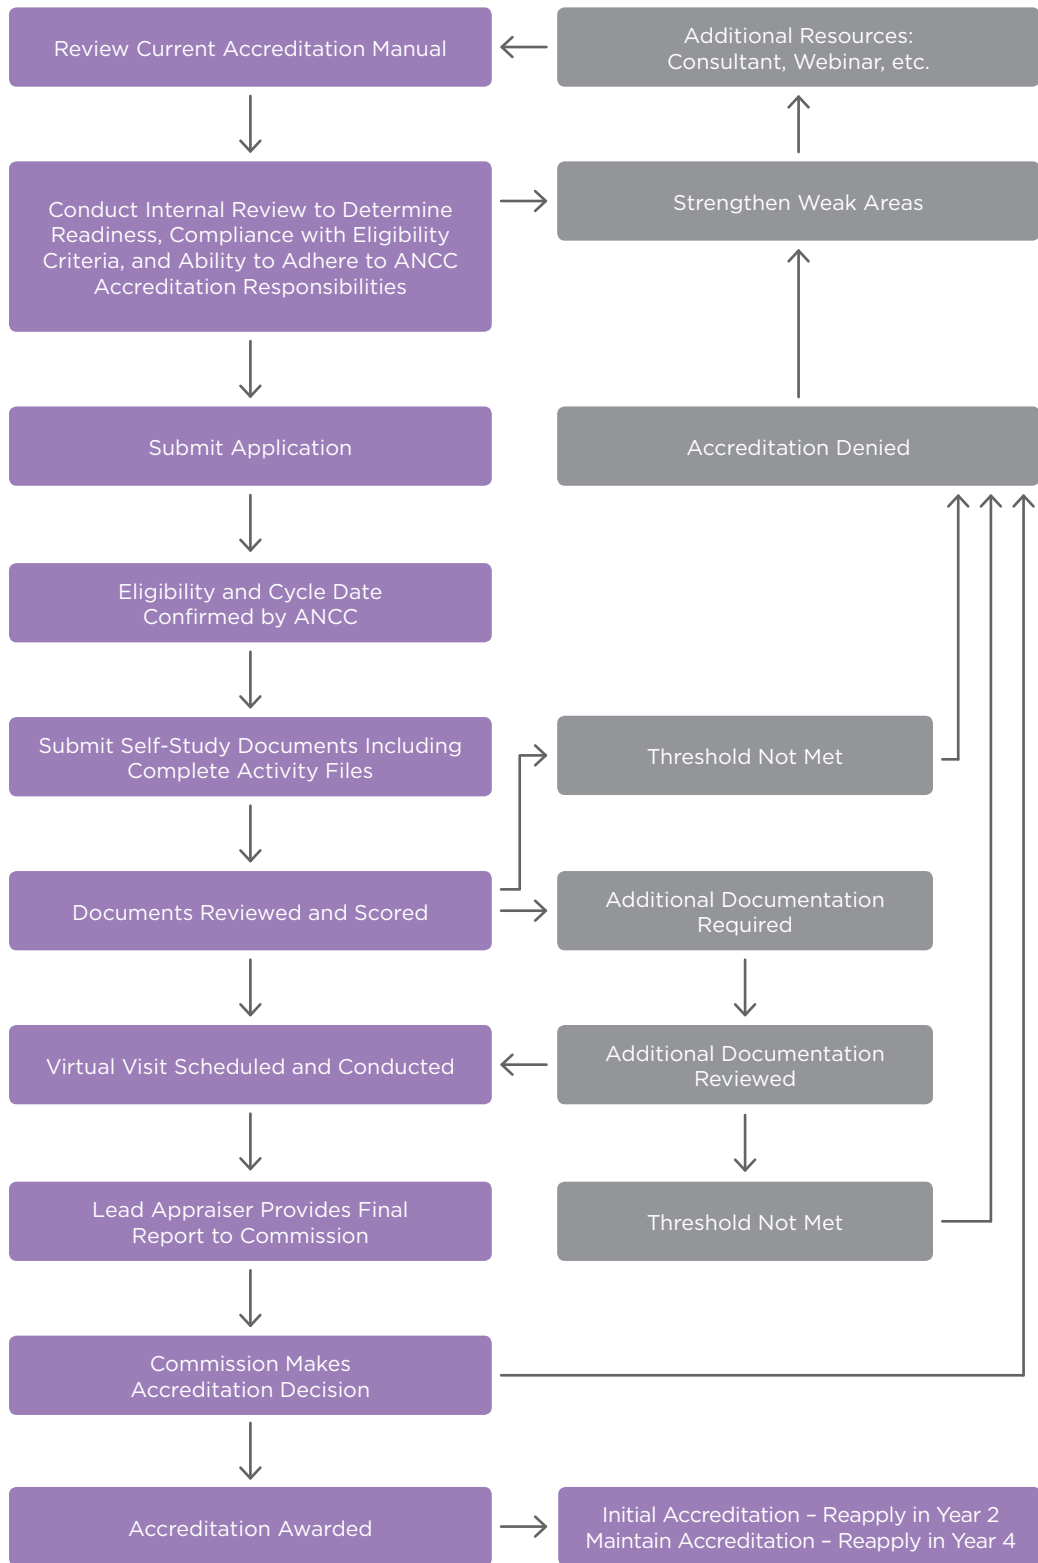 Review Current Accreditation Manual
Additional Resources:
Consultant, Webinar, etc.
Conduct Internal Review to Determine
Readiness, Compliance with Eligibility
Criteria, and Ability to Adhere to ANCC
Accreditation Responsibilities
Strengthen Weak Areas
Submit Application
Accreditation Denied
Eligibility and Cycle Date
Confirmed by ANCC
Submit Self-Study Documents Including
Complete Activity Files
Threshold Not Met
Documents Reviewed and Scored
Additional Documentation
Required
Virtual Visit Scheduled and Conducted
Additional Documentation
Reviewed
Lead Appraiser Provides Final
Report to Commission
Threshold Not Met
Commission Makes
Accreditation Decision
Accreditation Awarded
Initial Accreditation – Reapply in Year 2
Maintain Accreditation – Reapply in Year 4